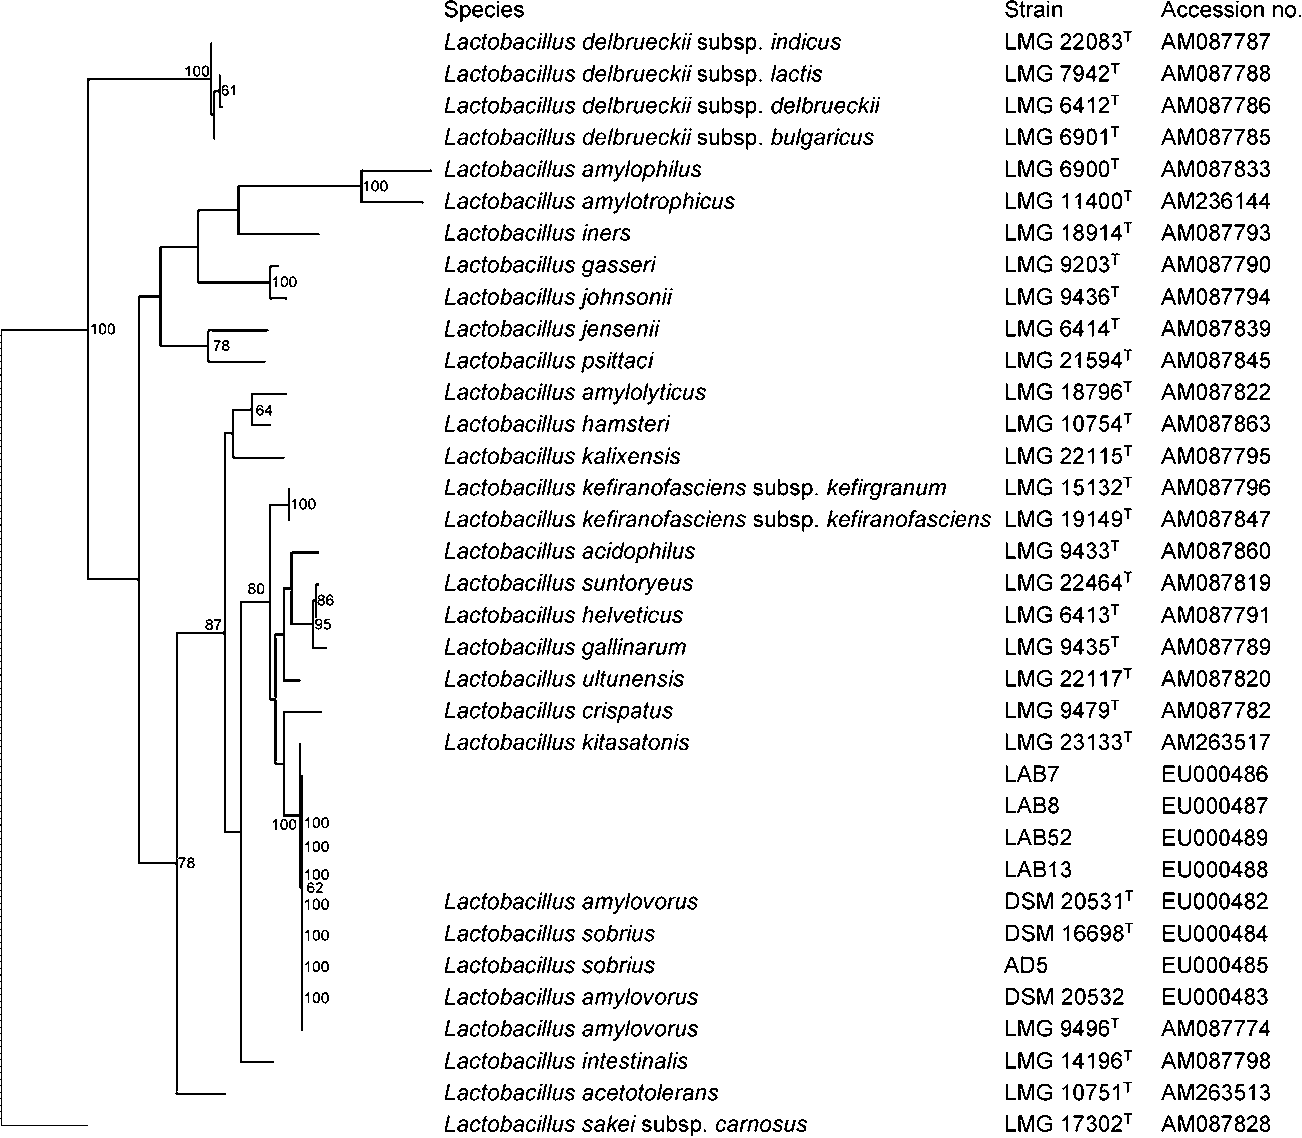 Species Strain Accession no.
Lactobacillus delbrueckii subsp. indicus LMG 22083ᵀ AM087787
100 Lactobacillus delbrueckii subsp. lactis LMG 7942ᵀ AM087788
61 Lactobacillus delbrueckii subsp. delbrueckii LMG 6412ᵀ AM087786
Lactobacillus delbrueckii subsp. bulgaricus LMG 6901ᵀ AM087785
Lactobacillus amylophilus LMG 6900ᵀ AM087833
100
Lactobacillus amylotrophicus LMG 11400ᵀ AM236144
Lactobacillus iners LMG 18914ᵀ AM087793
Lactobacillus gasseri LMG 9203ᵀ AM087790
100
Lactobacillus johnsonii LMG 9436ᵀ AM087794
100 Lactobacillus jensenii LMG 6414ᵀ AM087839
78
Lactobacillus psittaci LMG 21594ᵀ AM087845
Lactobacillus amylolyticus LMG 18796ᵀ AM087822
64
Lactobacillus hamsteri LMG 10754ᵀ AM087863
Lactobacillus kalixensis LMG 22115ᵀ AM087795
Lactobacillus kefiranofasciens subsp. kefirgranum LMG 15132ᵀ AM087796
100
Lactobacillus kefiranofasciens subsp. kefiranofasciens LMG 19149ᵀ AM087847
Lactobacillus acidophilus LMG 9433ᵀ AM087860
80 Lactobacillus suntoryeus LMG 22464ᵀ AM087819
86
Lactobacillus helveticus LMG 6413ᵀ AM087791
87 95
Lactobacillus gallinarum LMG 9435ᵀ AM087789
Lactobacillus ultunensis LMG 22117ᵀ AM087820
Lactobacillus crispatus LMG 9479ᵀ AM087782
Lactobacillus kitasatonis LMG 23133ᵀ AM263517
LAB7 EU000486
LAB8 EU000487
100 100
LAB52 EU000489
100
78 LAB13 EU000488
100
62
100 Lactobacillus amylovorus DSM 20531ᵀ EU000482
100 Lactobacillus sobrius DSM 16698ᵀ EU000484
100 Lactobacillus sobrius AD5 EU000485
100 Lactobacillus amylovorus DSM 20532 EU000483
Lactobacillus amylovorus LMG 9496ᵀ AM087774
Lactobacillus intestinalis LMG 14196ᵀ AM087798
Lactobacillus acetotolerans LMG 10751ᵀ AM263513
Lactobacillus sakei subsp. carnosus LMG 17302ᵀ AM087828